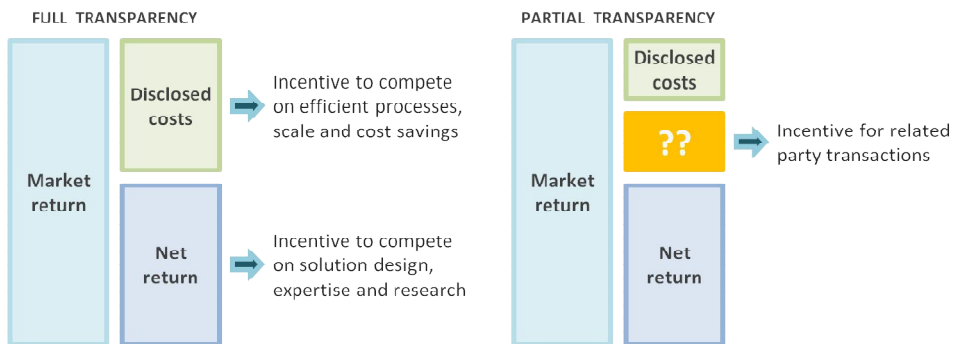 FULL TRANSPARENCY
Market
return
Disclosed
costs
Incentive to compete
on efficient processes,
scale and cost savings
Net
return
Incentive to compete
on solution design,
expertise and research
PARTIAL TRANSPARENCY
Market
return
Disclosed
costs
??
Incentive for related
party transactions
Net
return